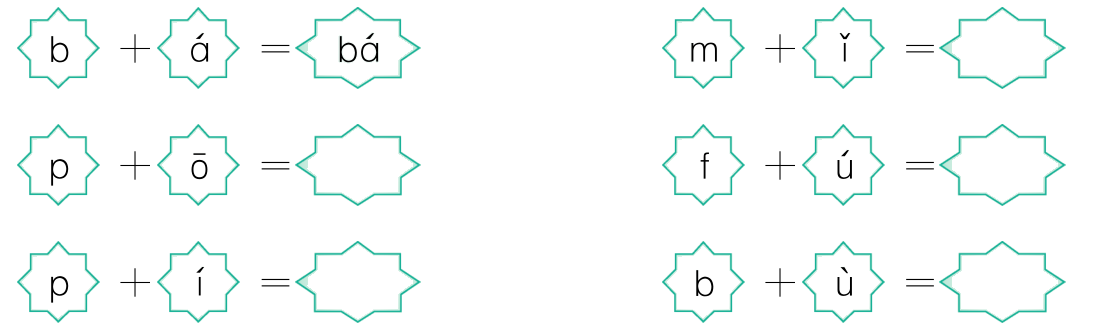 b + á = bá
m + ǐ =
p + ō =
f + ú =
p + í =
b + ù =